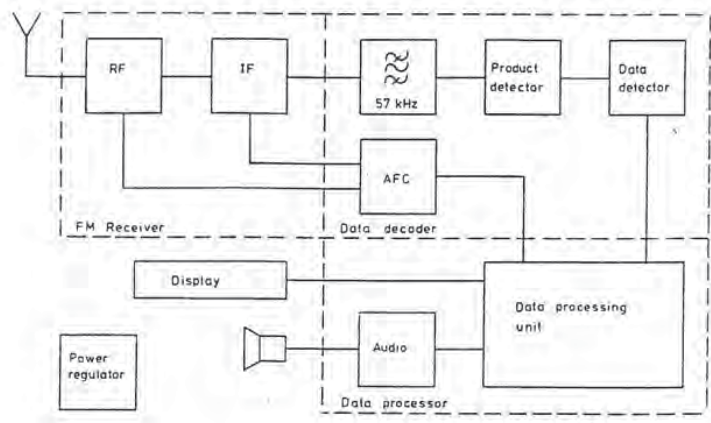 RF
IF
57 kHz
Product
detector
Data
detector
AFC
FM Receiver
Data decoder
Display
Data processing
unit
Power
regulator
Audio
Data processor